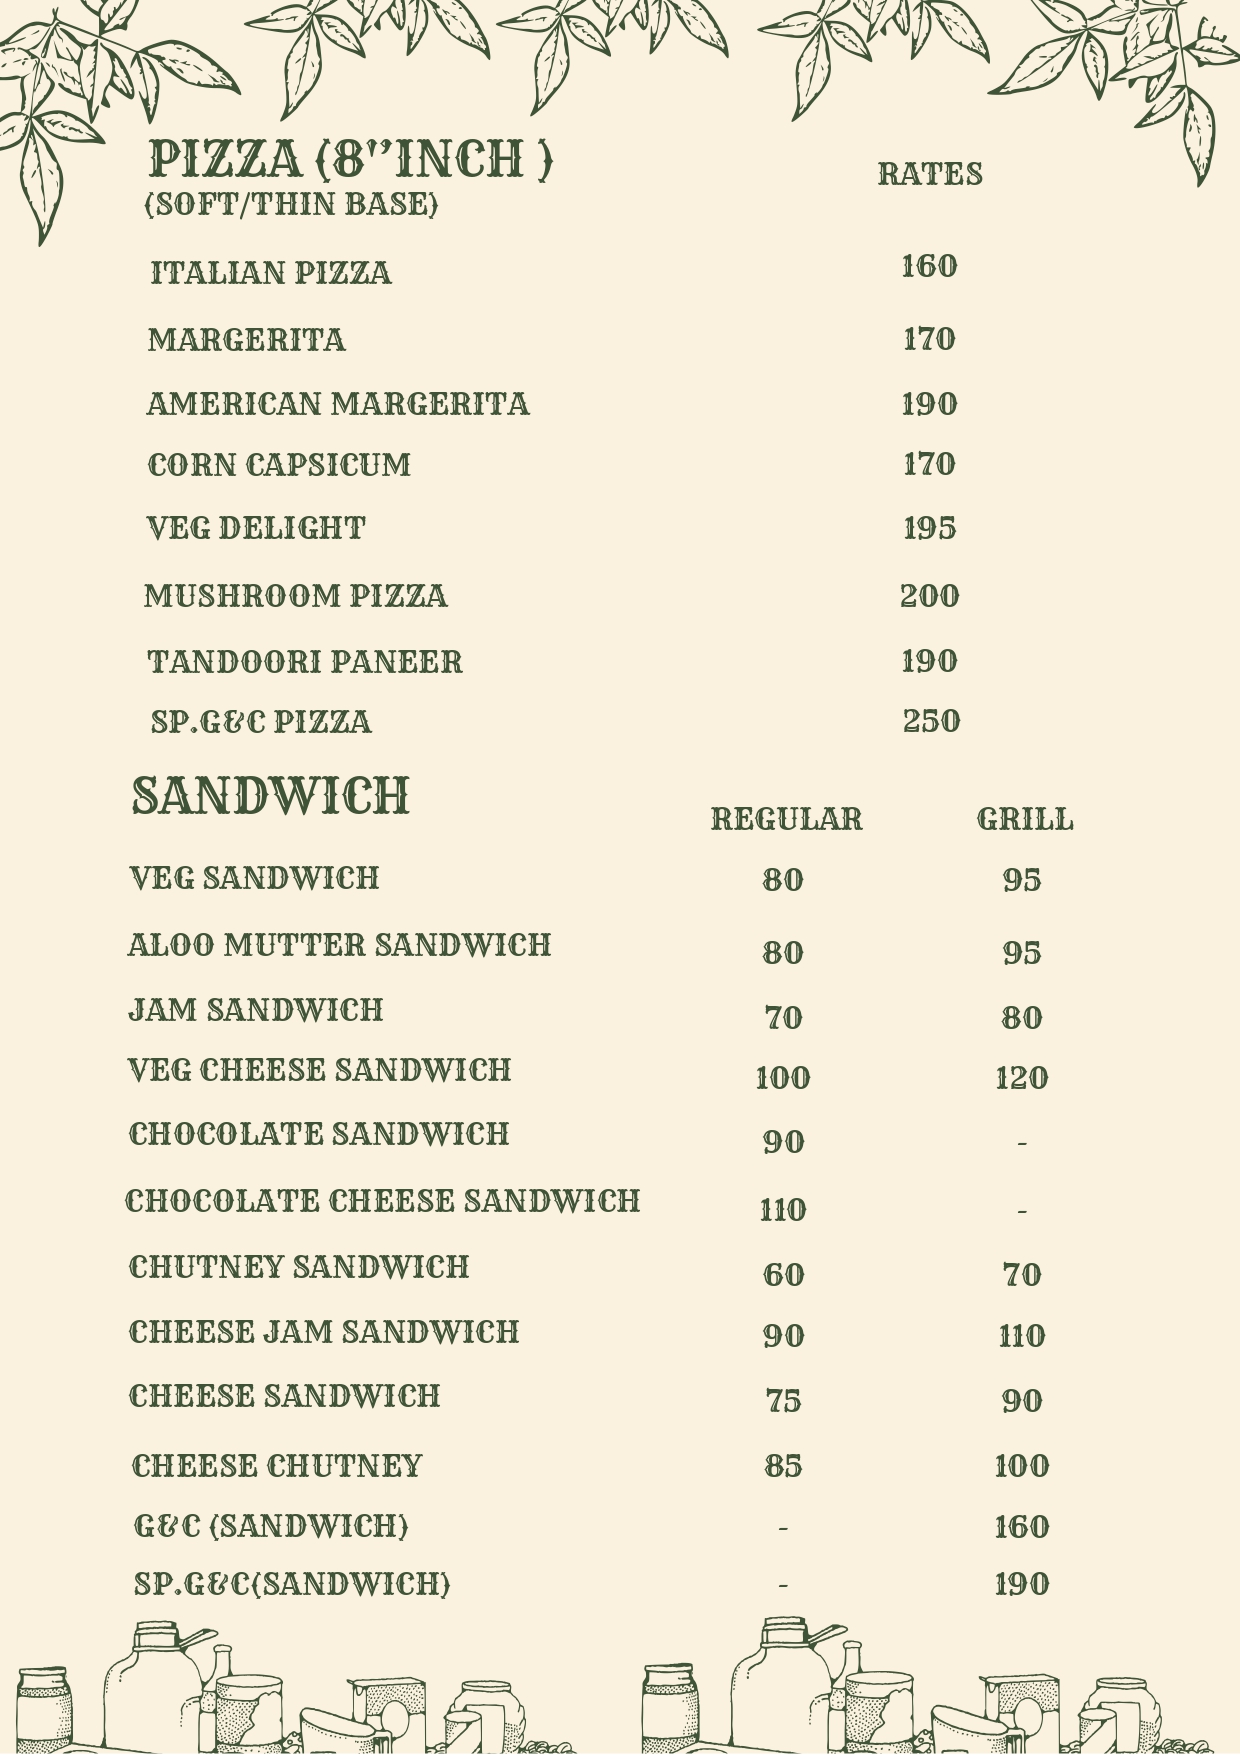 PIZZA (8"INCH )
RATES
(SOFT/THIN BASE)
ITALIAN PIZZA 160
MARGERITA 170
AMERICAN MARGERITA 190
CORN CAPSICUM 170
VEG DELIGHT 195
MUSHROOM PIZZA 200
TANDOORI PANEER 190
SP.G&C PIZZA 250
SANDWICH
REGULAR GRILL
VEG SANDWICH 80 95
ALOO MUTTER SANDWICH 80 95
JAM SANDWICH 70 80
VEG CHEESE SANDWICH 100 120
CHOCOLATE SANDWICH 90 -
CHOCOLATE CHEESE SANDWICH 110 -
CHUTNEY SANDWICH 60 70
CHEESE JAM SANDWICH 90 110
CHEESE SANDWICH 75 90
CHEESE CHUTNEY 85 100
G&C (SANDWICH) - 160
SP.G&C(SANDWICH) - 190